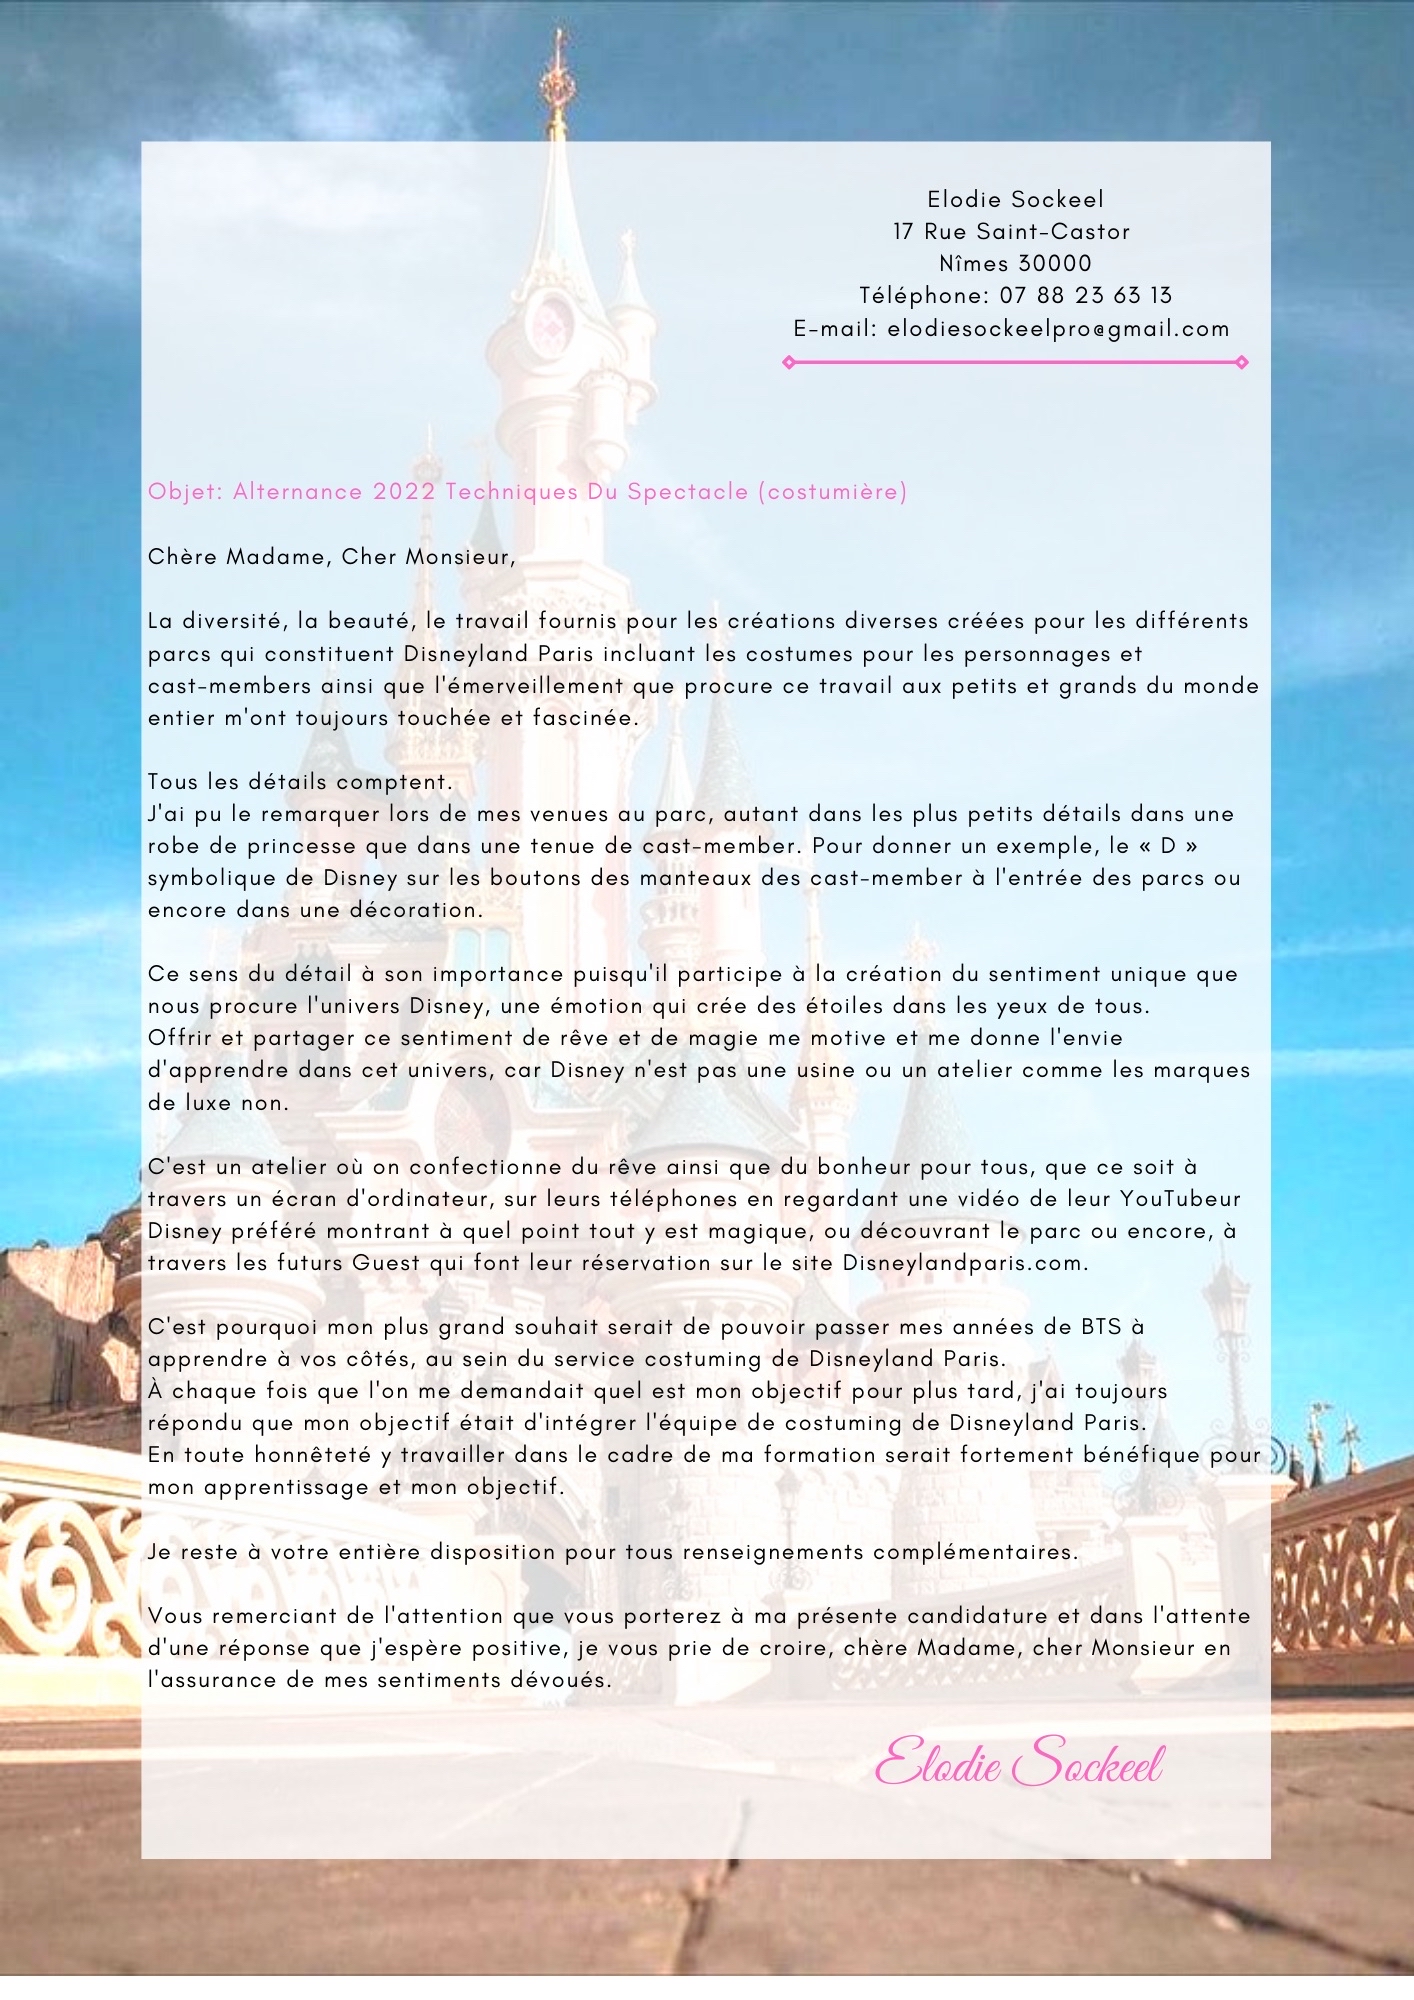 Elodie Sockeel
17 Rue Saint-Castor
Nîmes 30000
Téléphone: 07 88 23 63 13
E-mail: elodiesockeelpro@gmail.com
Objet: Alternance 2022 Techniques Du Spectacle (costumière)
Chère Madame, Cher Monsieur,
La diversité, la beauté, le travail fournis pour les créations diverses créées pour les différents
parcs qui constituent Disneyland Paris incluant les costumes pour les personnages et
cast-members ainsi que l'émerveillement que procure ce travail aux petits et grands du monde
entier m'ont toujours touchée et fascinée.
Tous les détails comptent.
J'ai pu le remarquer lors de mes venues au parc, autant dans les plus petits détails dans une
robe de princesse que dans une tenue de cast-member. Pour donner un exemple, le « D »
symbolique de Disney sur les boutons des manteaux des cast-member à l'entrée des parcs ou
encore dans une décoration.
Ce sens du détail à son importance puisqu'il participe à la création du sentiment unique que
nous procure l'univers Disney, une émotion qui crée des étoiles dans les yeux de tous.
Offrir et partager ce sentiment de rêve et de magie me motive et me donne l'envie
d'apprendre dans cet univers, car Disney n'est pas une usine ou un atelier comme les marques
de luxe non.
C'est un atelier où on confectionne du rêve ainsi que du bonheur pour tous, que ce soit à
travers un écran d'ordinateur, sur leurs téléphones en regardant une vidéo de leur YouTubeur
Disney préféré montrant à quel point tout y est magique, ou découvrant le parc ou encore, à
travers les futurs Guest qui font leur réservation sur le site Disneylandparis.com.
C'est pourquoi mon plus grand souhait serait de pouvoir passer mes années de BTS à
apprendre à vos côtés, au sein du service costuming de Disneyland Paris.
À chaque fois que l'on me demandait quel est mon objectif pour plus tard, j'ai toujours
répondu que mon objectif était d'intégrer l'équipe de costuming de Disneyland Paris.
En toute honnêteté y travailler dans le cadre de ma formation serait fortement bénéfique pour
mon apprentissage et mon objectif.
Je reste à votre entière disposition pour tous renseignements complémentaires.
Vous remerciant de l'attention que vous porterez à ma présente candidature et dans l'attente
d'une réponse que j'espère positive, je vous prie de croire, chère Madame, cher Monsieur en
l'assurance de mes sentiments dévoués.
Elodie Sockeel